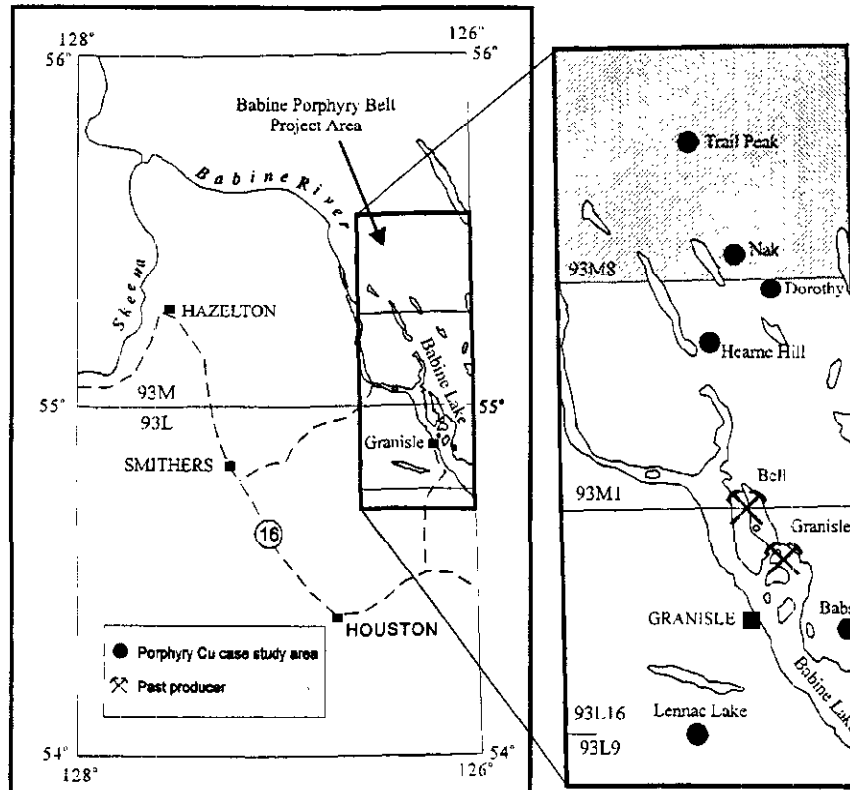 128°
126°
56°
56°
Babine Porphyry Belt
Project Area
Babine River
Skeena
HAZELTON
Babine Lake
93M
55°
55°
93L
Granisle
SMITHERS
16
HOUSTON
Porphyry Cu case study area
Past producer
54°
54°
128°
126°
Trail Peak
Nak
93M8
Dorothy
Hearne Hill
Bell
93M1
Granisle
GRANISLE
Babs
Babine Lake
93L16
Lennac Lake
93L9